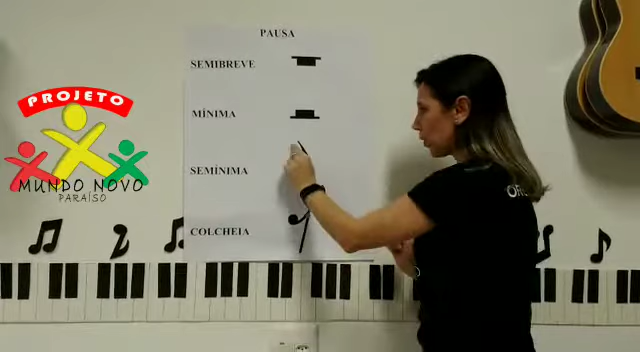 PAUSA
SEMIBREVE
MÍNIMA
SEMÍNIMA
COLCHEIA
PROJETO
MUNDO NOVO
PARAÍSO